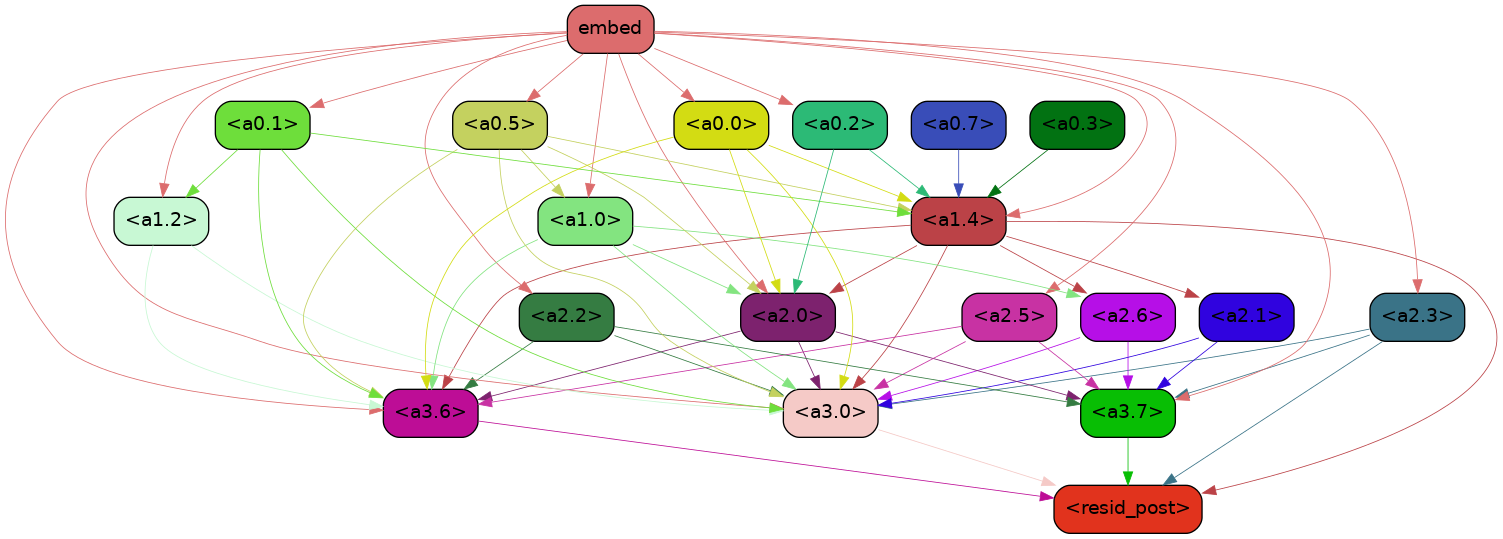 embed
<a0.1>
<a0.5>
<a0.0>
<a0.2>
<a0.7>
<a0.3>
<a1.2>
<a1.0>
<a1.4>
<a2.2>
<a2.0>
<a2.5>
<a2.6>
<a2.1>
<a2.3>
<a3.6>
<a3.0>
<a3.7>
<resid_post>